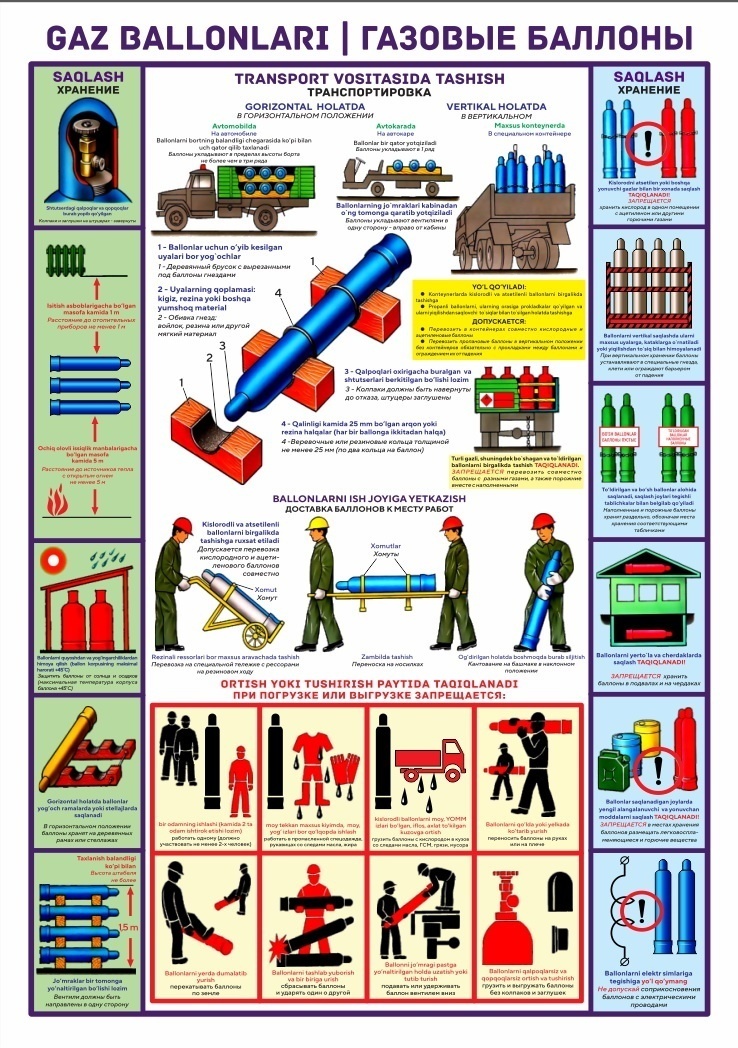 GAZ BALLONLARI | ГАЗОВЫЕ БАЛЛОНЫ
SAQLASH
ХРАНЕНИЕ
Shtutserdagi qalpoqlar va qopqoqlar
burab yopib qo'yilgan
Колпаки и заглушки на штуцерах - завернуты
Isitish asboblarigacha bo'lgan
masofa kamida 1 m
Расстояние до отопительных
приборов не менее 1 м
Ochiq alovli issiqlik manbalarigacha
bo'lgan masofa
kamida 5 m
Расстояние до источников тепла
с открытым огнем
не менее 5 м
Ballonlarni quyoshdan va yog'ingarchiliklardan
himoya qilish (ballon korpusining maksimal
harorati +45°C)
Защитить баллоны от солнца и осадков
(максимальная температура корпуса
баллона +45°C)
Gorizontal holatda ballonlar
yog'och ramalarda yoki stellajlarda
saqlanadi
В горизонтальном положении
баллоны хранят на деревянных
рамах или стеллажах
Taxlanish balandligi
ko'pi bilan
Высота штабеля
не более
1,5 m
Jo'mraklar bir tomonga
yo'naltirilgan bo'lishi lozim
Вентили должны быть
направлены в одну сторону
TRANSPORT VOSITASIDA TASHISH
ТРАНСПОРТИРОВКА
GORIZONTAL HOLATDA
В ГОРИЗОНТАЛЬНОМ ПОЛОЖЕНИИ
VERTIKAL HOLATDA
В ВЕРТИКАЛЬНОМ
Avtomobilda
На автомобиле
Ballonlarni bortning balandligi chegarasida ko'pi bilan
uch qator qilib taxlanadi
Баллоны укладывают в пределах высоты борта
не более чем в три ряда
Avtokarada
На автокаре
Ballonlar bir qator yotqiziladi
Баллоны укладывают в 1 ряд
Maxsus konteynerda
В специальном контейнере
Ballonlarning jo'mraklari kabinadan
o'ng tomonga qaratib yotqiziladi
Баллоны укладывают вентилями в
одну сторону - вправо от кабины
1 – Ballonlar uchun o'yib kesilgan
uyalari bor yog`ochlar
1 - Деревянный брусок с вырезанными
под баллоны гнездами
2 – Uyalarning qoplamasi:
kigiz, rezina yoki boshqa
yumshoq material
2 – Обивка гнезд:
войлок, резина или другой
мягкий материал
1
4
3
2
1
YO'L QO'YILADI:
● Konteynerlarda kislorodli va atsetilenli ballonlarni birgalikda
tashishga
● Propanli ballonlarni, ularning orasiga prokladkalar qo'yilgan va
ДОПУСКАЕТСЯ:
● Перевозить в контейнерах совместно кислородные и
ацетиленовые баллоны
● Перевозить пропановые баллоны в вертикальном положении
без контейнеров обязательно с прокладками между баллонами и
ограждением их от падения
3 – Qalpoqlari oxirigacha buralgan va
shtutserlari berkitilgan bo'lishi lozim
3 – Колпаки должны быть навернуты
до отказа, штуцеры заглушены
4 – Qalinligi kamida 25 mm bo'lgan arqon yoki
rezina halqalar (har bir ballonga ikkitadan halqa)
4 -Веревочные или резиновые кольца толщиной
не менее 25 мм (по два кольца на баллон)
Turli gazli, shuningdek bo'shagan va to'ldirilgan
ballonlarni birgalikda tashish TAQIQLANADI.
ЗАПРЕЩАЕТСЯ перевозить совместно
баллоны с разными газами, а также порожние
вместе с наполненными
BALLONLARNI ISH JOYIGA YETKAZISH
ДОСТАВКА БАЛЛОНОВ К МЕСТУ РАБОТ
Kislorodli va atsetilenli
ballonlarni birgalikda
tashishga ruxsat etiladi
Допускается перевозка
кислородного и ацети-
ленового баллонов
совместно
Xomut
Хомут
Xomutlar
Хомуты
Rezinali ressorlari bor maxsus aravachada tashish
Перевозка на специальной тележке с рессорами
на резиновом ходу
Zambilda tashish
Переноска на носилках
Og'dirilgan holatda boshmoqda burab siljitish
Кантование на башмаке в наклонном
положении
ORTISH YOKI TUSHIRISH PAYTIDA TAQIQLANADI
ПРИ ПОГРУЗКЕ ИЛИ ВЫГРУЗКЕ ЗАПРЕЩАЕТСЯ:
bir odamning ishlashi (kamida 2 ta
odam ishtirok etishi lozim)
работать одному (должно
участвовать не менее 2-х человек)
moy tekkan maxsus kiyimda, moy,
yog' izlari bor qo'lqopda ishlash
работать в промасленной спецодежде,
рукавицах со следами масла, жира
kislorodli ballonlarni moy, YOMM
izlari bo'lgan, iflos, axlat to'kilgan
kuzovga ortish
грузить баллоны с кислородом в кузов
со следами масла, ГСМ, грязи, мусора
Ballonni qo'lda yoki yelkada
ko'tarib yurish
переносить баллоны на руках
или на плече
Ballonlarni yerda dumalatib
yurish
перекатывать баллоны
по земле
Ballonlarni tashlab yuborish
va bir biriga urish
сбрасывать баллоны
и ударять один о другой
Ballonni jo'mragi pastga
yo'naltirilgan holda uzatish yoki
tutib turish
подавать или удерживать
баллон вентилем вниз
Ballonlarni qalpoqlarsiz va
qopqoqlarsiz ortish va tushirish
грузить и выгружать баллоны
без колпаков и заглушек
SAQLASH
ХРАНЕНИЕ
Kislorodni atsetilen yoki boshqa
yonuvchi gazlar bilan bir xonada saqlash
TAQIQLANADI!
ЗАПРЕЩАЕТСЯ
хранить кислород в одном помещении
с ацетиленом или другими
горючими газами
Ballonlarni vertikal saqlashda ularni
maxsus uyalarga, kataklarga o'rnatiladi
yoki yiqilishdan to'siq bilan himoyalanadi
При вертикальном хранении баллоны
устанавливают в специальные гнезда,
клети или ограждают барьером
от падения
To'ldirilgan va bo'sh ballonlar alohida
saqlanadi, saqlash joylari tegishli
tablichkalar bilan belgilab qo'yiladi
Наполненные и порожные баллоны
хранят раздельно, обозначая место
хранения соответствующими
табличками
Ballonlarni yerto'la va cherdaklarda
saqlash TAQIQLANADI!
ЗАПРЕЩАЕТСЯ хранить
баллоны в подвалах и на чердаках
Ballonlar saqlanadigan joylarda
yengil alangalanuvchi va yonuvchan
moddalarni saqlash TAQIQLANADI!
ЗАПРЕЩАЕТСЯ в местах хранения
баллонов размещать легковоспла-
меняющиеся и горючие вещества
Ballonlarni elektr simlariga
tegishiga yo'l qo'ymang
Не допускай соприкосновения
баллонов с электрическими
проводами